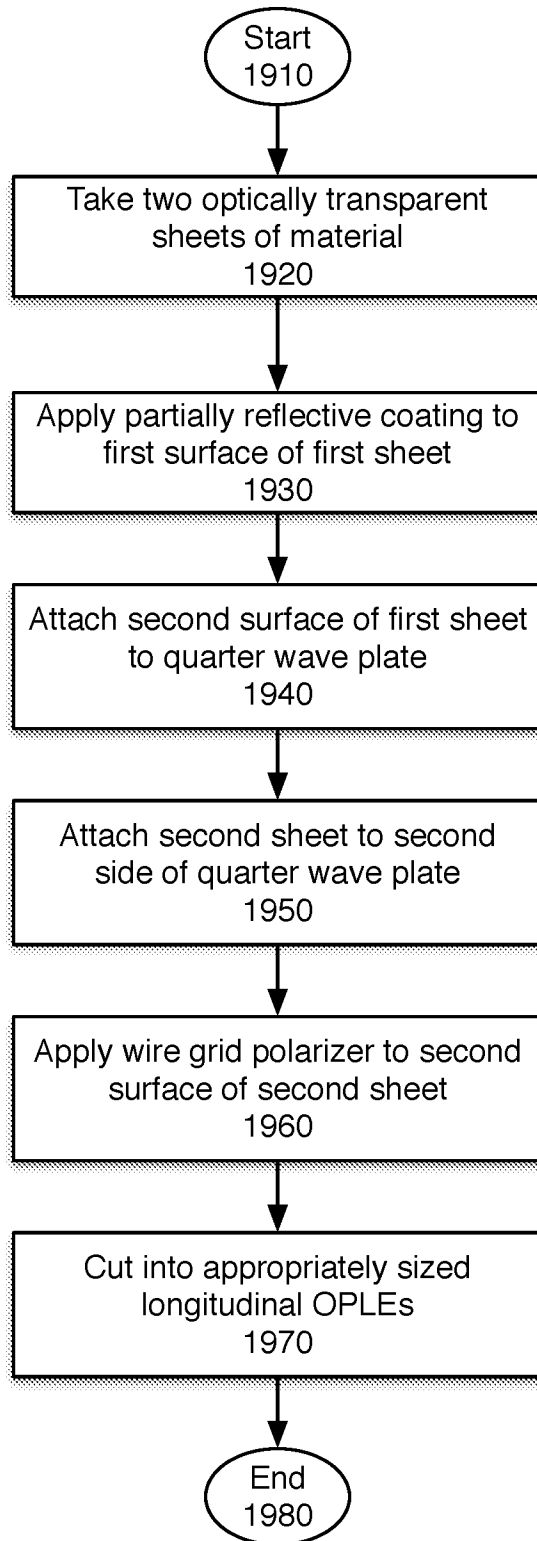 Start
1910
Take two optically transparent
sheets of material
1920
Apply partially reflective coating to
first surface of first sheet
1930
Attach second surface of first sheet
to quarter wave plate
1940
Attach second sheet to second
side of quarter wave plate
1950
Apply wire grid polarizer to second
surface of second sheet
1960
Cut into appropriately sized
longitudinal OPLEs
1970
End
1980